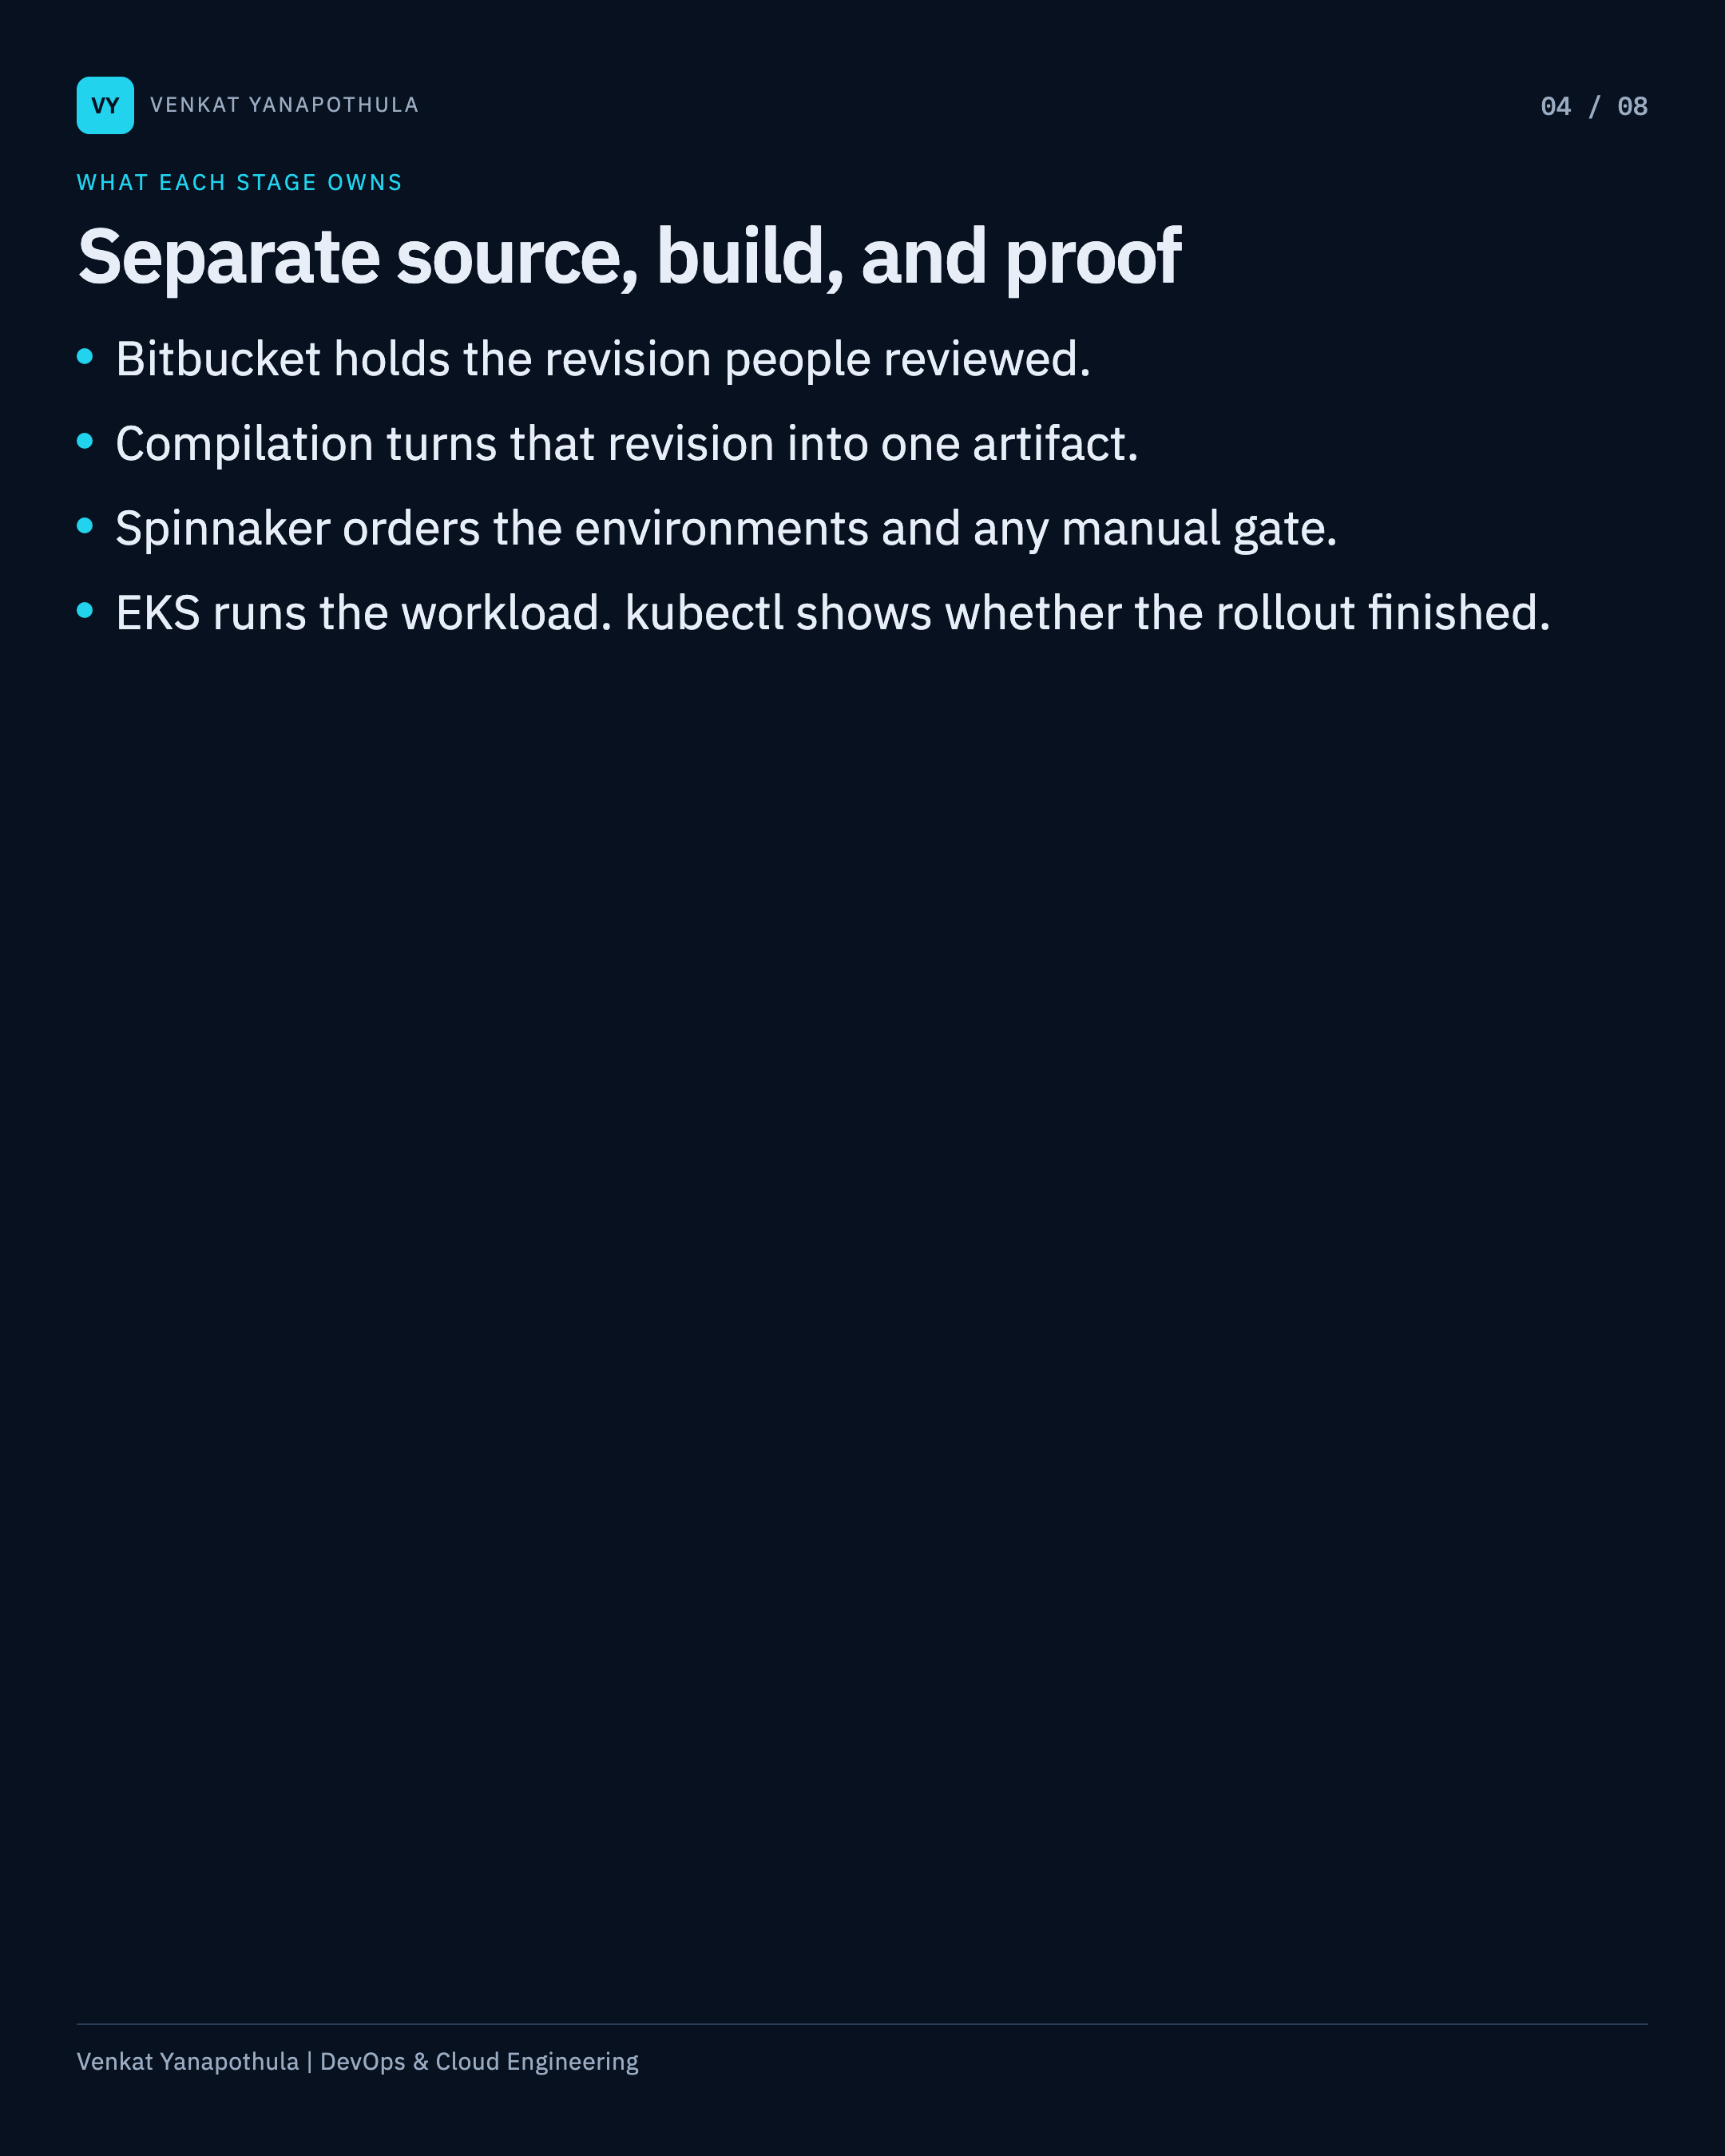 VY VENKAT YANAPOTHULA
04 / 08
WHAT EACH STAGE OWNS
Separate source, build, and proof
Bitbucket holds the revision people reviewed.
Compilation turns that revision into one artifact.
Spinnaker orders the environments and any manual gate.
EKS runs the workload. kubectl shows whether the rollout finished.
Venkat Yanapothula | DevOps & Cloud Engineering